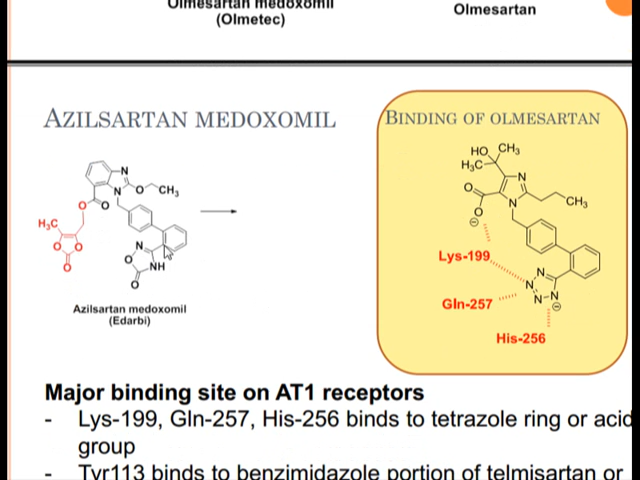 Olmesartan medoxomil
(Olmetec)
Olmesartan
AZILSARTAN MEDOXOMIL
N
N
O
CH3
O
O
H3C
O
O
O
N
O
NH
O
Azilsartan medoxomil
(Edarbi)
BINDING OF OLMESARTAN
HO
CH3
H3C
O
N
N
O
CH3
Lys-199
N
N
N
N
Gln-257
His-256
Major binding site on AT1 receptors
- Lys-199, Gln-257, His-256 binds to tetrazole ring or acid
group
- Tyr113 binds to benzimidazole portion of telmisartan or